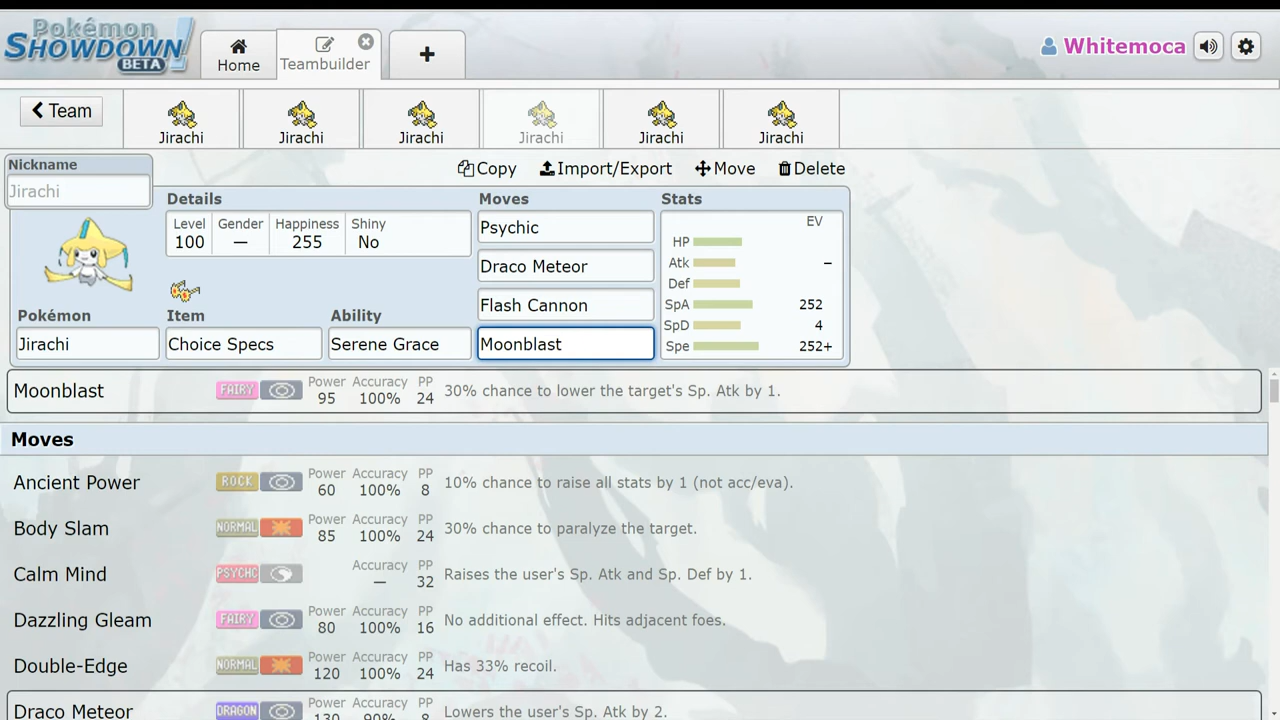 Pokémon
SHOWDOWN!
BETA
Home
Teambuilder
+
Whitemoca
Team
Jirachi
Jirachi
Jirachi
Jirachi
Jirachi
Jirachi
Copy
Import/Export
Move
Delete
Nickname
Jirachi
Details
Level
100
Gender
—
Happiness
255
Shiny
No
Pokémon
Jirachi
Item
Choice Specs
Ability
Serene Grace
Moves
Psychic
Draco Meteor
Flash Cannon
Moonblast
Stats
EV
HP
Atk –
Def
SpA 252
SpD 4
Spe 252+
Moonblast FAIRY Power 95 Accuracy 100% PP 24 30% chance to lower the target's Sp. Atk by 1.
Moves
Ancient Power ROCK Power 60 Accuracy 100% PP 8 10% chance to raise all stats by 1 (not acc/eva).
Body Slam NORMAL Power 85 Accuracy 100% PP 24 30% chance to paralyze the target.
Calm Mind PSYCHC Accuracy — PP 32 Raises the user's Sp. Atk and Sp. Def by 1.
Dazzling Gleam FAIRY Power 80 Accuracy 100% PP 16 No additional effect. Hits adjacent foes.
Double-Edge NORMAL Power 120 Accuracy 100% PP 24 Has 33% recoil.
Draco Meteor DRAGON Power 130 Accuracy 90% PP 8 Lowers the user's Sp. Atk by 2.